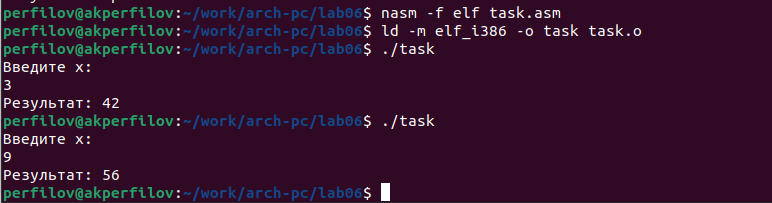 perfilov@akperfilov:~/work/arch-pc/lab06$ nasm -f elf task.asm
perfilov@akperfilov:~/work/arch-pc/lab06$ ld -m elf_i386 -o task task.o
perfilov@akperfilov:~/work/arch-pc/lab06$ ./task
Введите x:
3
Результат: 42
perfilov@akperfilov:~/work/arch-pc/lab06$ ./task
Введите x:
9
Результат: 56
perfilov@akperfilov:~/work/arch-pc/lab06$